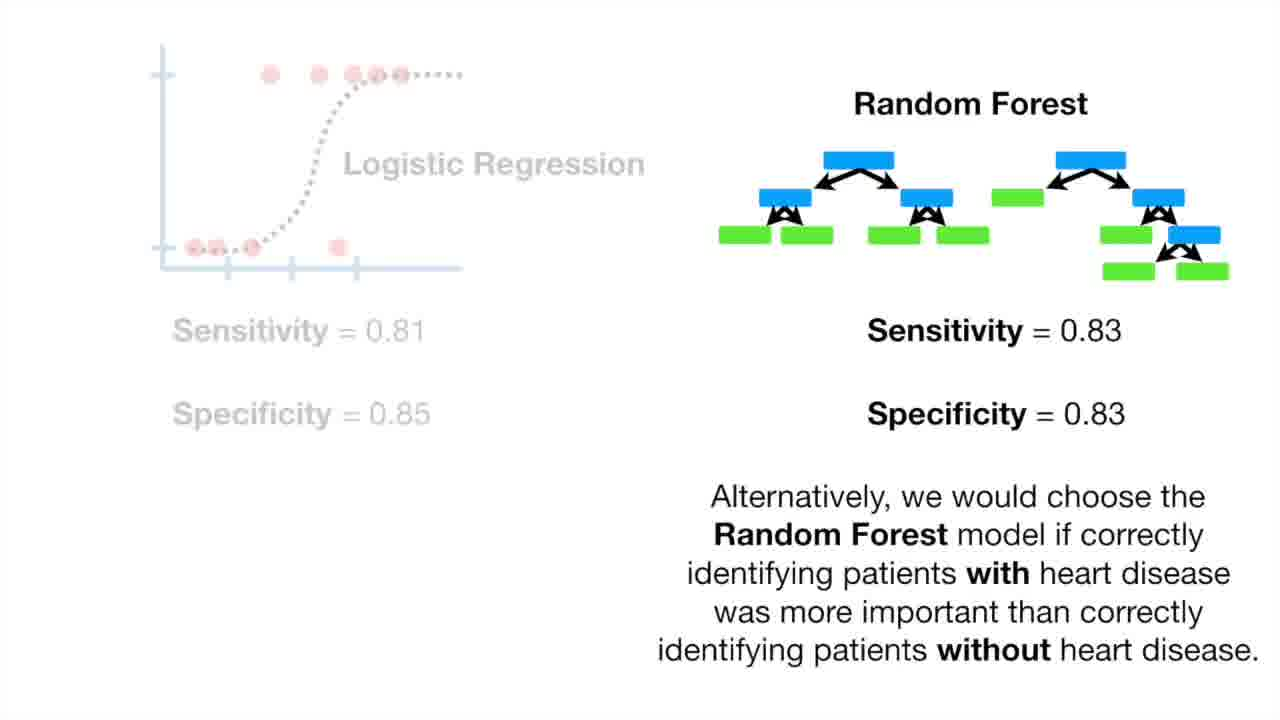 Logistic Regression
Sensitivity = 0.81
Specificity = 0.85
Random Forest
Sensitivity = 0.83
Specificity = 0.83
Alternatively, we would choose the
Random Forest model if correctly
identifying patients with heart disease
was more important than correctly
identifying patients without heart disease.